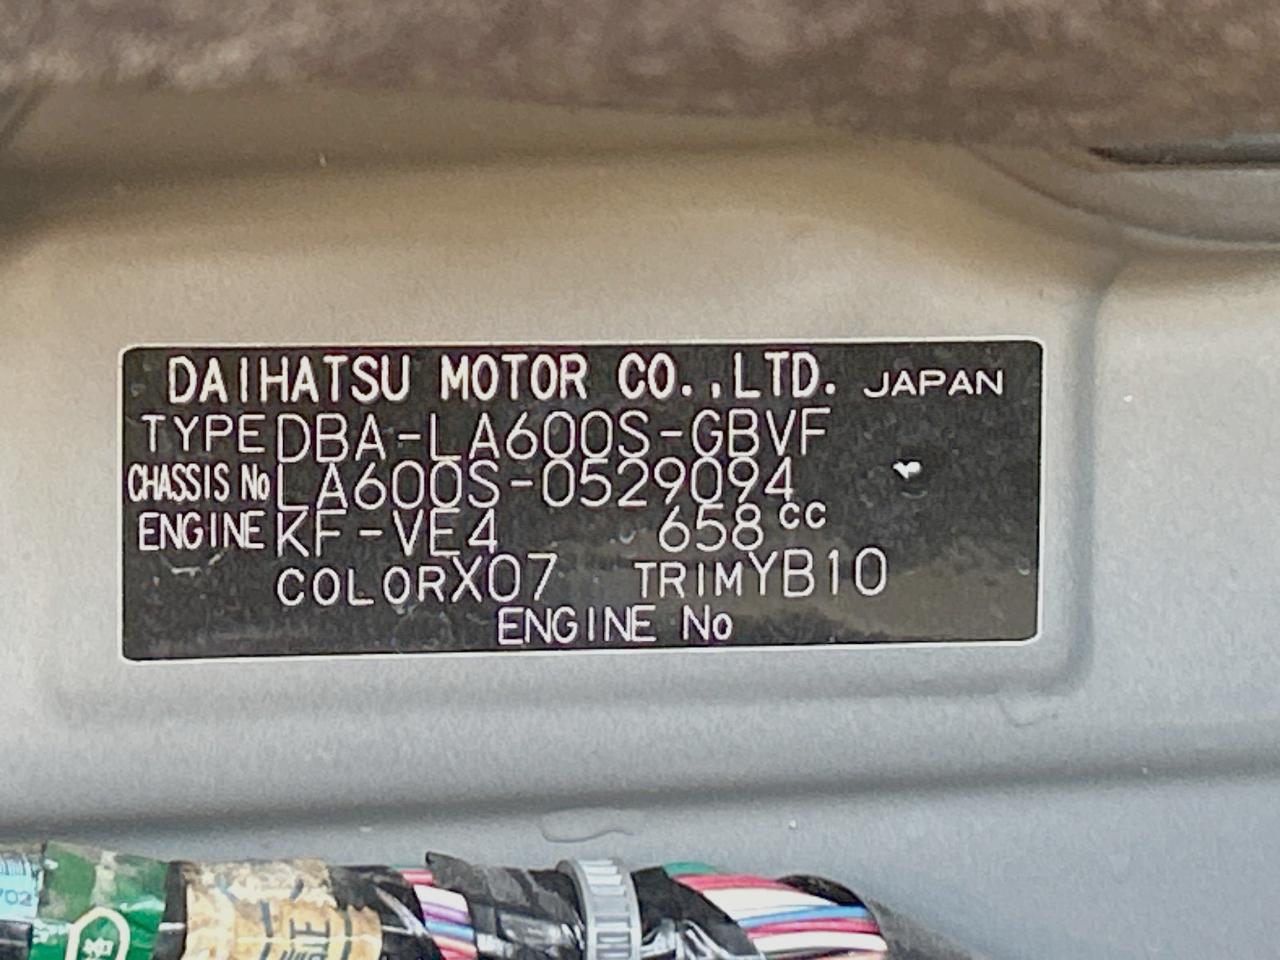 DAIHATSU MOTOR CO.,LTD. JAPAN
TYPE DBA-LA600S-GBVF
CHASSIS No LA600S-0529094
ENGINE KF-VE4 658cc
COLOR X07 TRIM YB10
ENGINE No
702